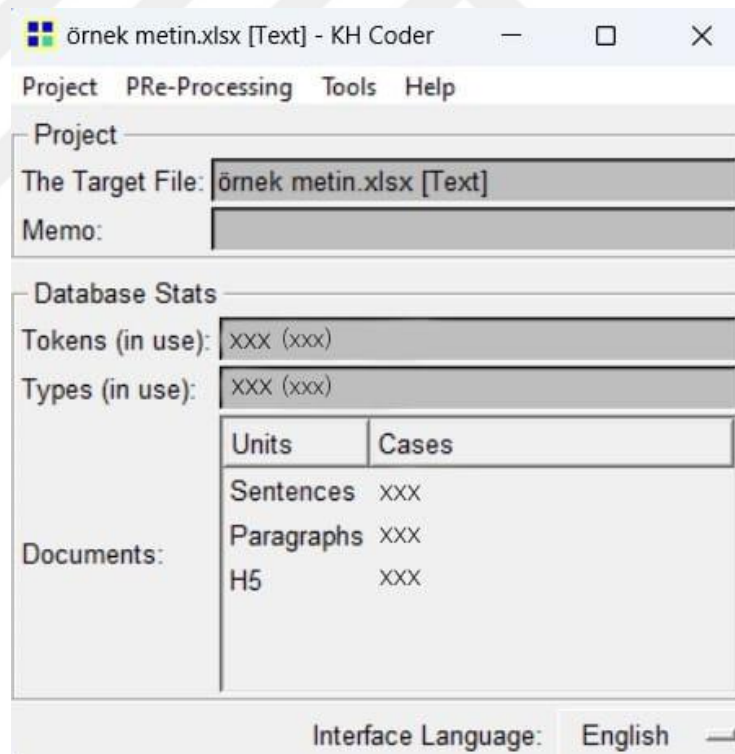 örnek metin.xlsx [Text] - KH Coder
Project PRe-Processing Tools Help
Project
The Target File: örnek metin.xlsx [Text]
Memo:
Database Stats
Tokens (in use): xxx (xxx)
Types (in use): xxx (xxx)
Units Cases
Sentences xxx
Paragraphs xxx
Documents:
H5 xxx
Interface Language: English